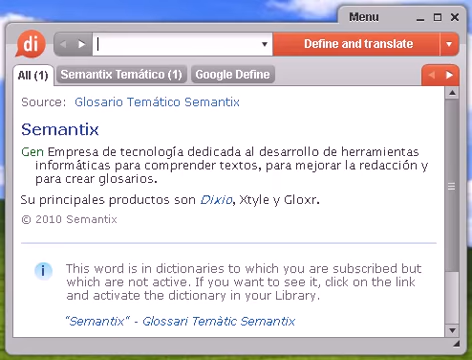 Menu
di
Define and translate
All (1)
Semantix Temático (1)
Google Define
Source: Glosario Temático Semantix
Semantix
Gen Empresa de tecnología dedicada al desarrollo de herramientas
informáticas para comprender textos, para mejorar la redacción y
para crear glosarios.
Su principales productos son Dixio, Xtyle y Gloxr.
© 2010 Semantix
i
This word is in dictionaries to which you are subscribed but
which are not active. If you want to see it, click on the link
and activate the dictionary in your Library.
"Semantix" - Glossari Temàtic Semantix